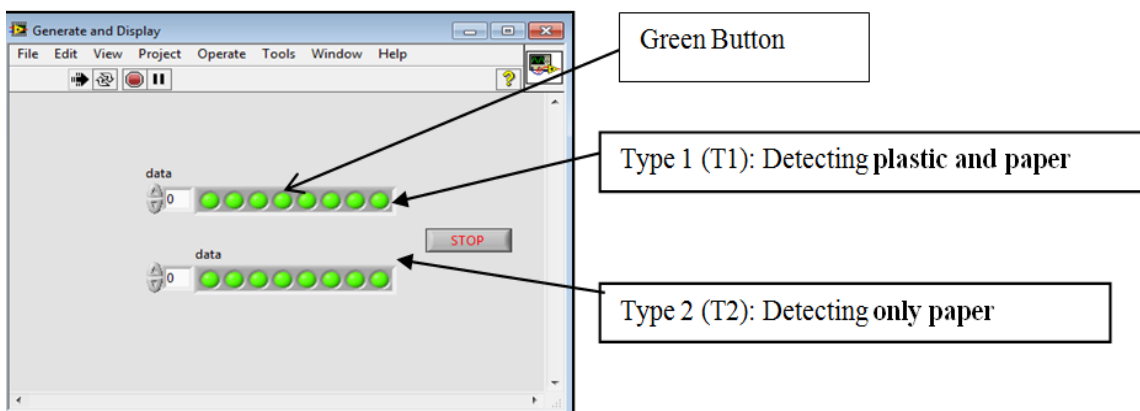 Generate and Display
File Edit View Project Operate Tools Window Help
Green Button
Type 1 (T1): Detecting plastic and paper
data
0
STOP
data
0
Type 2 (T2): Detecting only paper